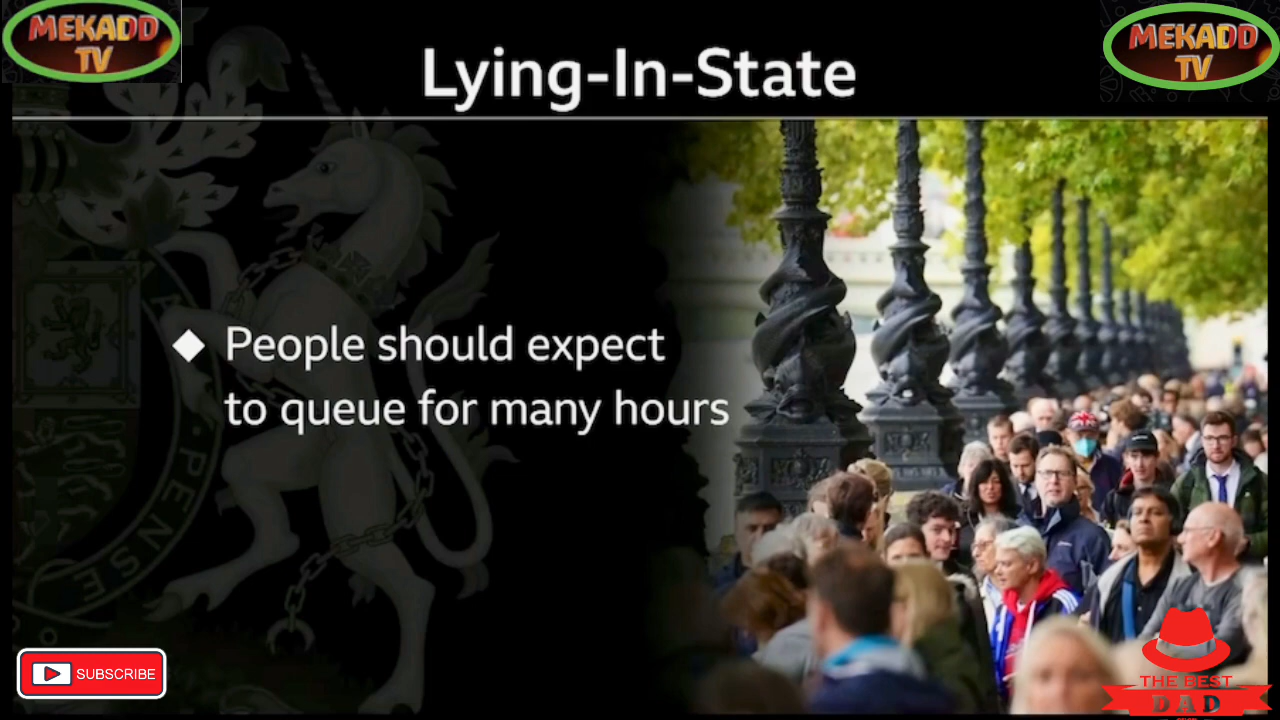 MEKADD
TV
MEKADD
TV
Lying-In-State
◆ People should expect
to queue for many hours
PENSE
SUBSCRIBE
THE BEST
DAD